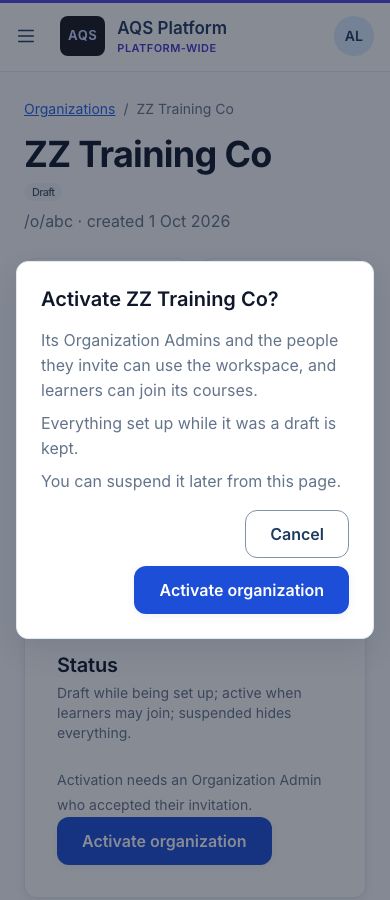 AQS
AQS Platform
PLATFORM-WIDE
AL
Organizations / ZZ Training Co
ZZ Training Co
Draft
/o/abc · created 1 Oct 2026
Activate ZZ Training Co?
Its Organization Admins and the people
they invite can use the workspace, and
learners can join its courses.
Everything set up while it was a draft is
kept.
You can suspend it later from this page.
Cancel
Activate organization
Status
Draft while being set up; active when
learners may join; suspended hides
everything.
Activation needs an Organization Admin
who accepted their invitation.
Activate organization